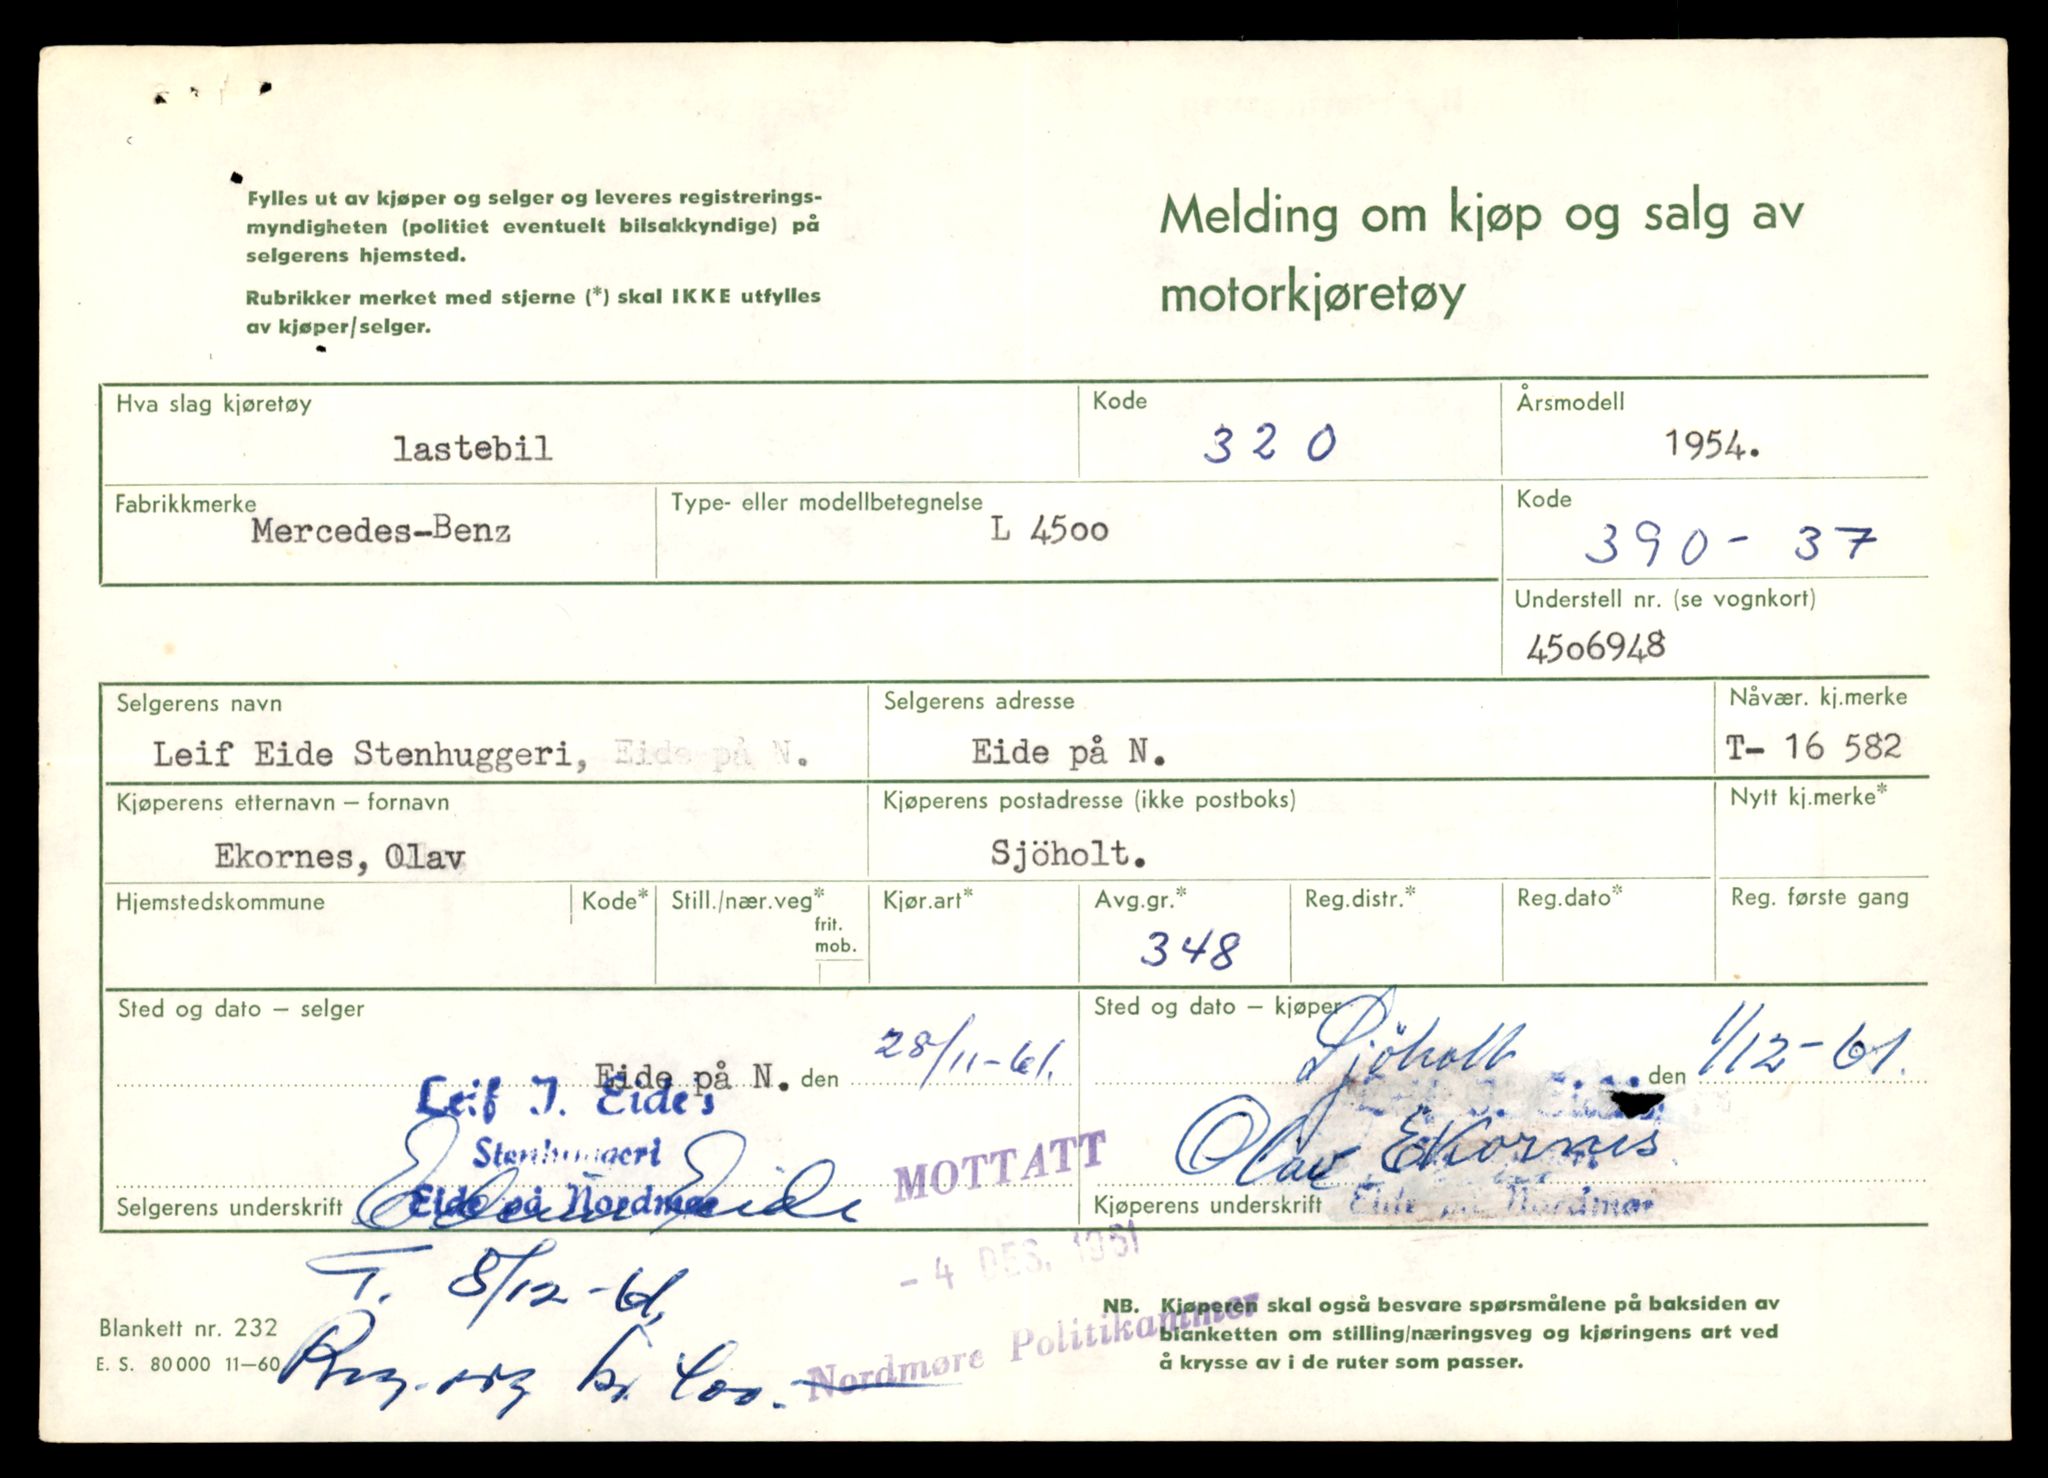 Fylles ut av kjøper og selger og leveres registrerings-
myndigheten (politiet eventuelt bilsakkyndige) på
selgerens hjemsted.
Rubrikker merket med stjerne (*) skal IKKE utfylles
av kjøper/selger.
Melding om kjøp og salg av
motorkjøretøy
Hva slag kjøretøy
lastebil
Kode
320
Årsmodell
1954.
Fabrikkmerke
Mercedes-Benz
Type- eller modellbetegnelse
L 4500
Kode
390 - 37
Understell nr. (se vognkort)
4506948
Selgerens navn
Leif Eide Stenhuggeri, Eide på N.
Selgerens adresse
Eide på N.
Nåvær. kj.merke
T- 16 582
Kjøperens etternavn – fornavn
Ekornes, Olav
Kjøperens postadresse (ikke postboks)
Sjöholt.
Nytt kj.merke*
Hjemstedskommune
Kode*
Still./nær.veg*
frit.
mob.
Kjør.art*
Avg.gr.*
348
Reg.distr.*
Reg.dato*
Reg. første gang
Sted og dato – selger
Eide på N. den 28/11-61.
Leif J. Eides
Stenhuggeri
Eide på Nordmøre
Selgerens underskrift
Eide
Sted og dato – kjøper
Sjöholt den 1/12-61.
Leif J. Eides
Olav Ekornes
Kjøperens underskrift
Eide på Nordmør
MOTTATT
- 4 DES. 1961
Nordmøre Politikammer
T. 8/12-61.
Blankett nr. 232
E. S. 80000 11—60
NB. Kjøperen skal også besvare spørsmålene på baksiden av
blanketten om stilling/næringsveg og kjøringens art ved
å krysse av i de ruter som passer.